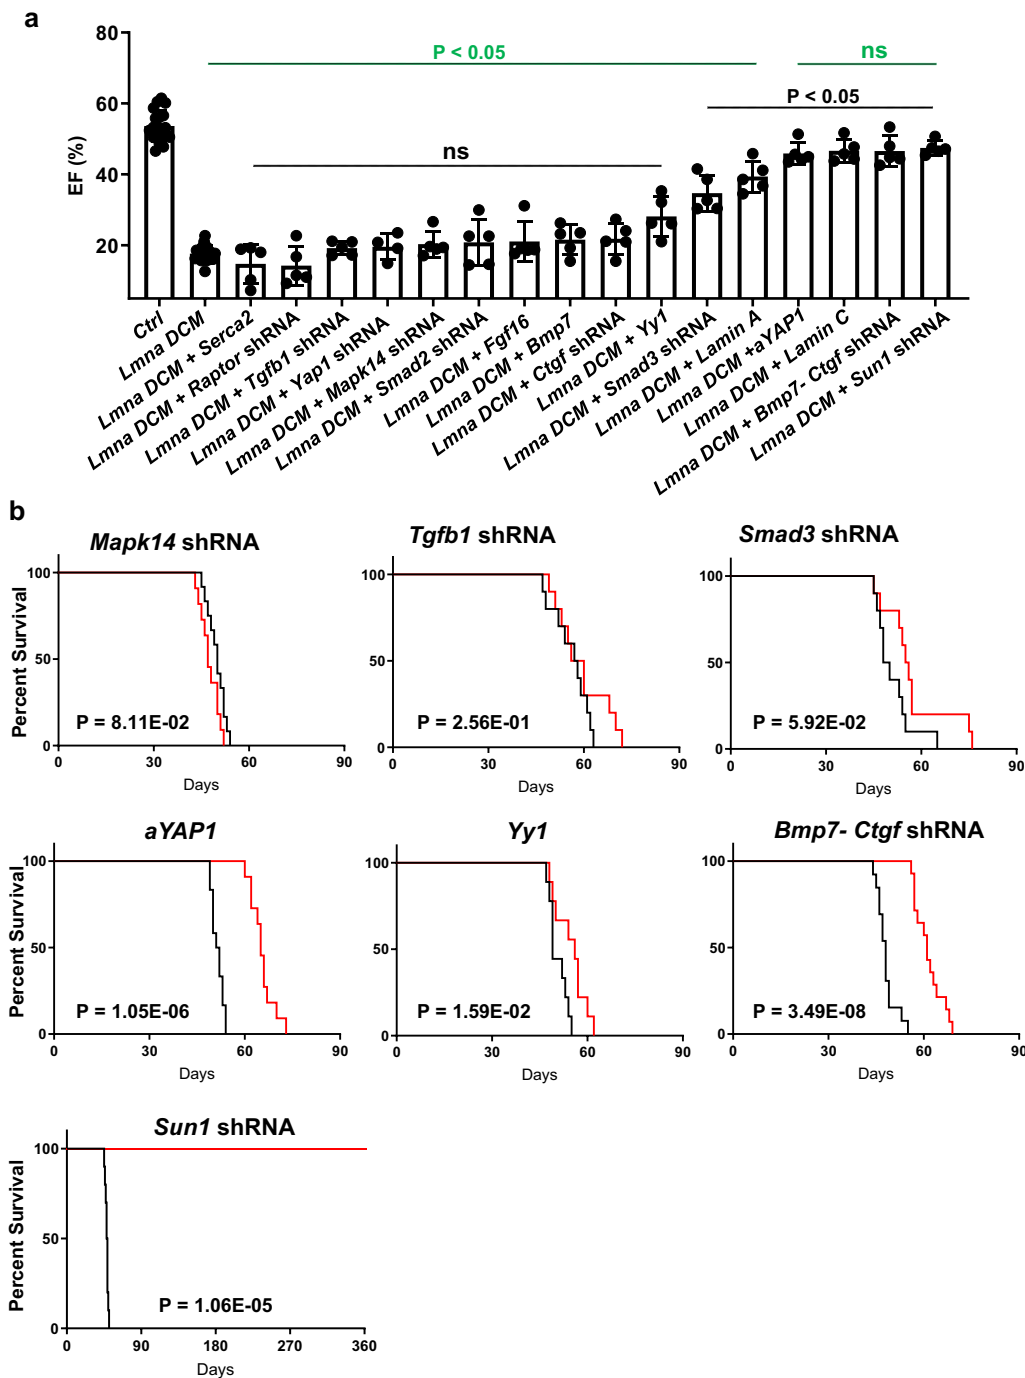 a
80
60
40
20
EF (%)
P < 0.05
ns
P < 0.05
ns
Ctrl
Lmna DCM
Lmna DCM + Serca2
Lmna DCM + Raptor shRNA
Lmna DCM + Tgfb1 shRNA
Lmna DCM + Yap1 shRNA
Lmna DCM + Mapk14 shRNA
Lmna DCM + Smad2 shRNA
Lmna DCM + Fgf16
Lmna DCM + Bmp7
Lmna DCM + Ctgf shRNA
Lmna DCM + Yy1
Lmna DCM + Smad3 shRNA
Lmna DCM + Lamin A
Lmna DCM +aYAP1
Lmna DCM + Lamin C
Lmna DCM + Bmp7- Ctgf shRNA
Lmna DCM + Sun1 shRNA
b
Mapk14 shRNA
Percent Survival
100
50
0
P = 8.11E-02
0 30 60 90
Days
Tgfb1 shRNA
100
50
0
P = 2.56E-01
0 30 60 90
Days
Smad3 shRNA
100
50
0
P = 5.92E-02
0 30 60 90
Days
aYAP1
Percent Survival
100
50
0
P = 1.05E-06
0 30 60 90
Days
Yy1
100
50
0
P = 1.59E-02
0 30 60 90
Days
Bmp7- Ctgf shRNA
100
50
0
P = 3.49E-08
0 30 60 90
Days
Sun1 shRNA
Percent Survival
100
50
0
P = 1.06E-05
0 90 180 270 360
Days